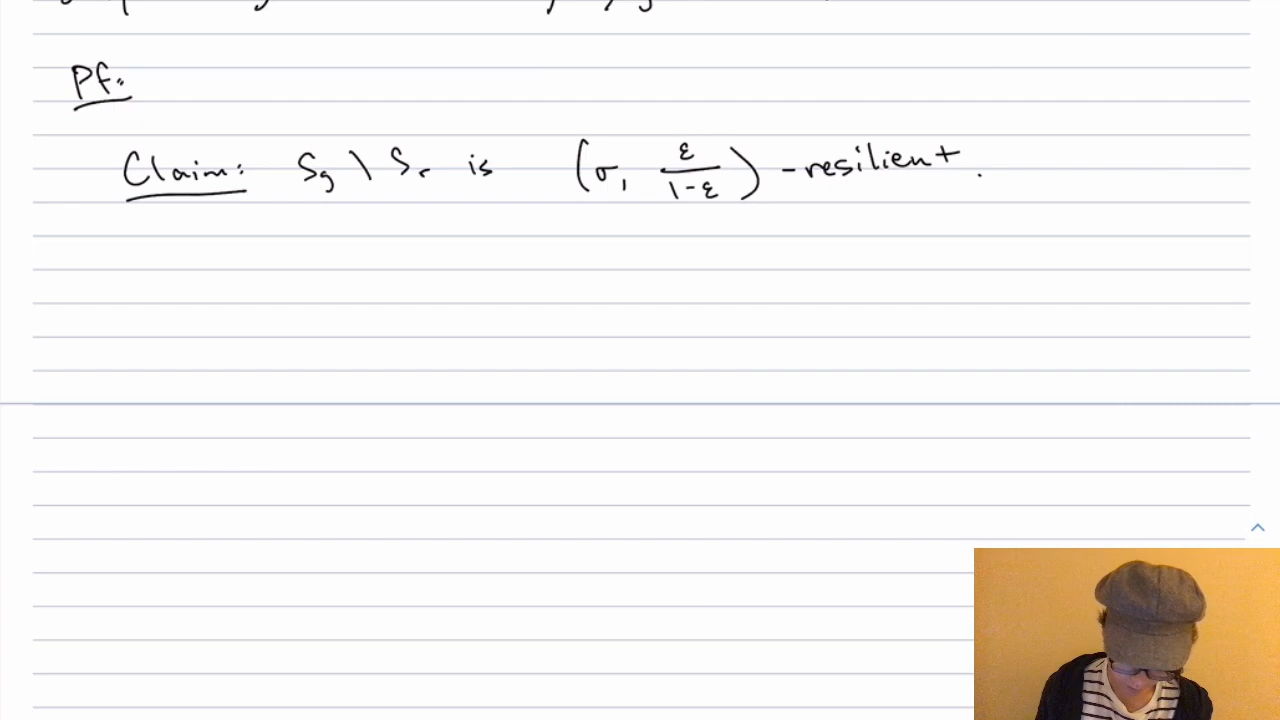 Pf:
Claim: S_g \ S_r is (σ, ε/(1-ε))-resilient.